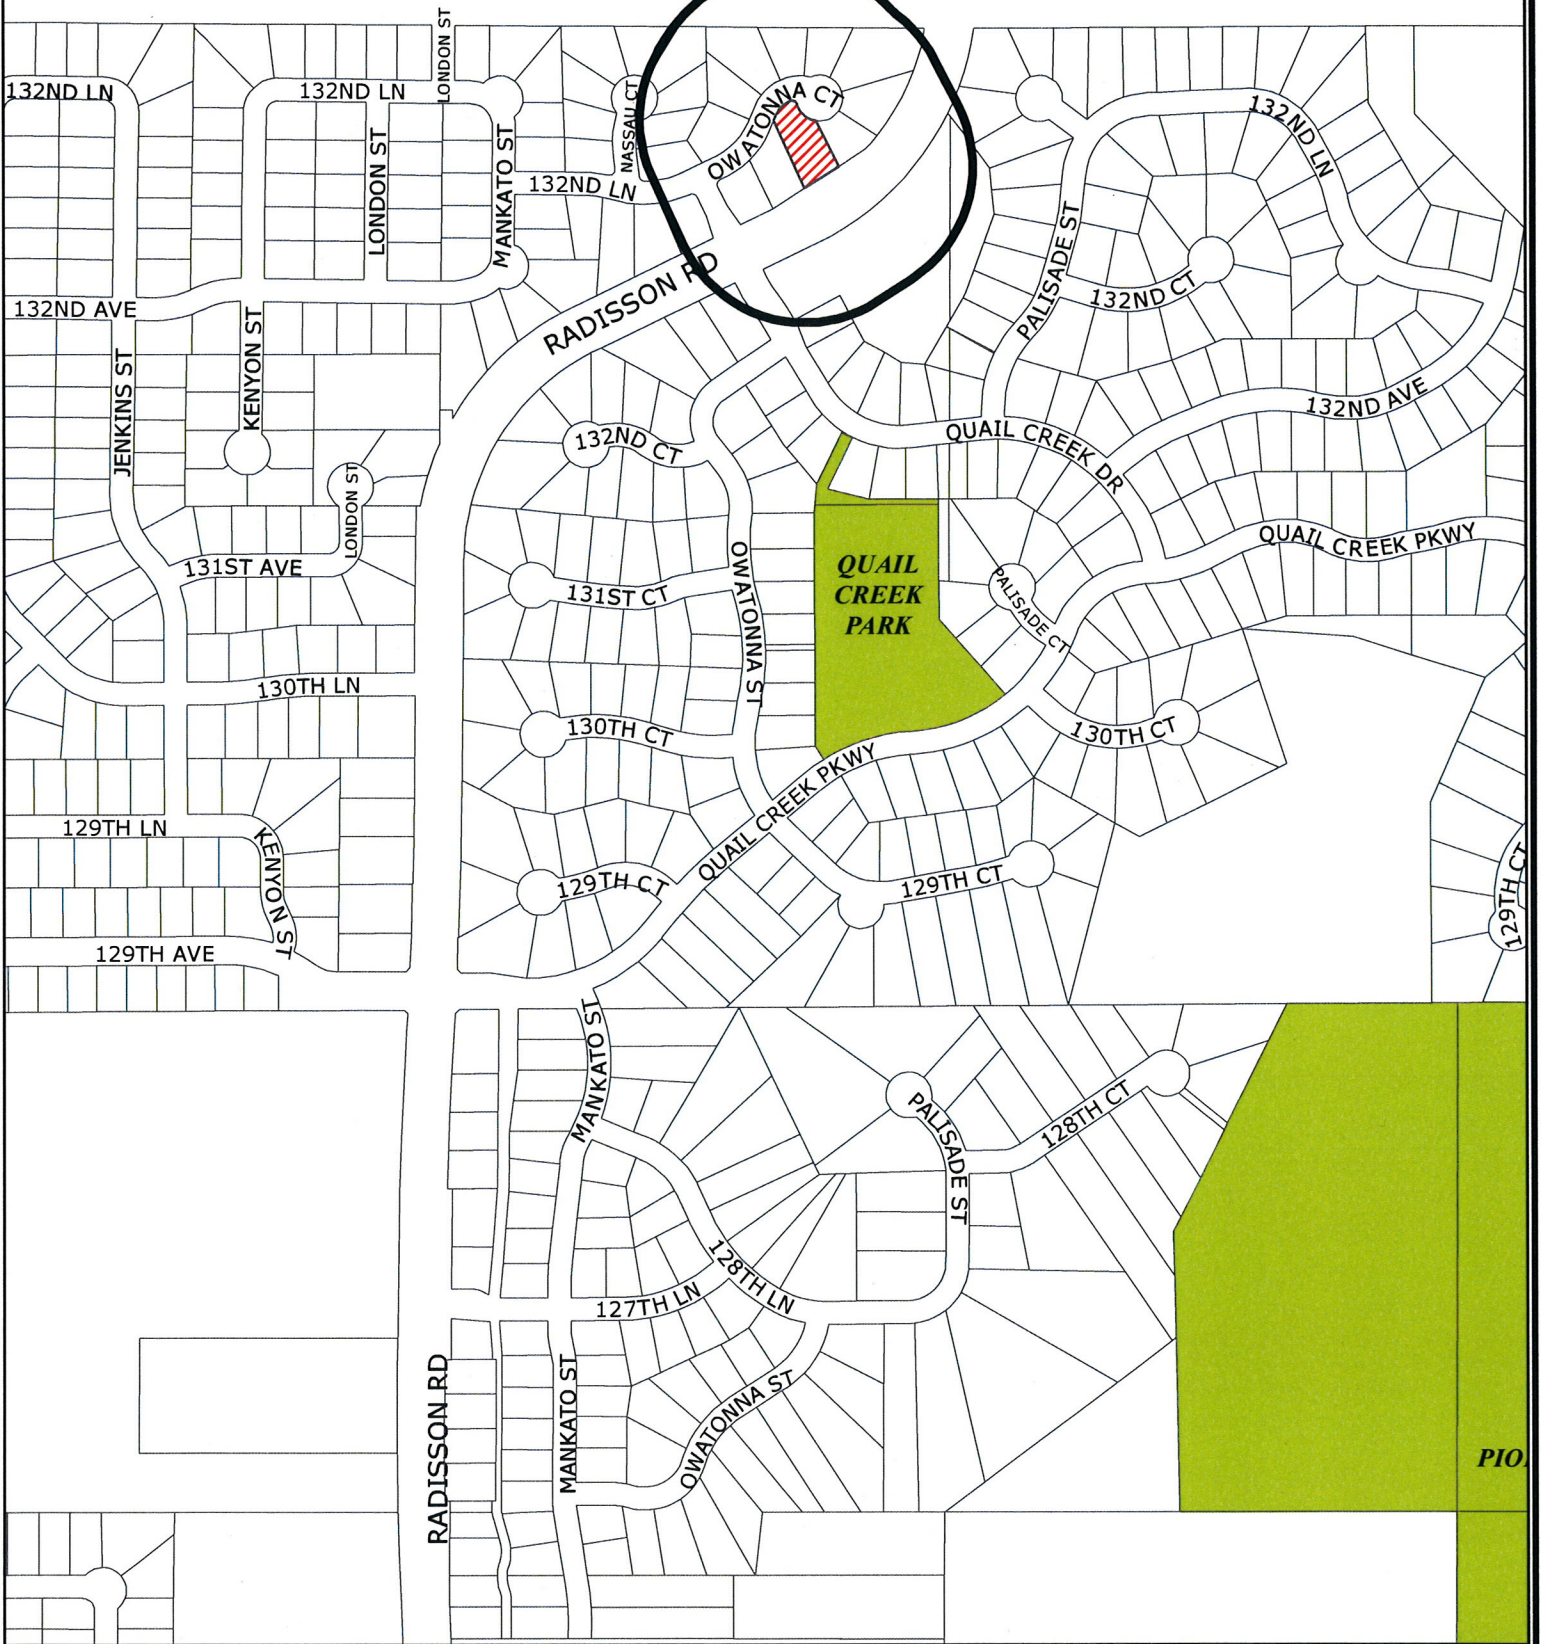 LONDON ST
132ND LN
132ND LN
NASSAU CT
OWATONNA CT
132ND LN
LONDON ST
MANKATO ST
132ND LN
PALISADE ST
132ND CT
RADISSON RD
132ND AVE
KENYON ST
JENKINS ST
132ND AVE
132ND CT
QUAIL CREEK DR
LONDON ST
QUAIL CREEK PKWY
131ST AVE
131ST CT
OWATONNA ST
QUAIL
CREEK
PARK
PALISADE CT
130TH LN
130TH CT
130TH CT
QUAIL CREEK PKWY
129TH LN
KENYON ST
129TH CT
129TH CT
129TH CT
129TH AVE
MANKATO ST
PALISADE ST
128TH CT
128TH LN
127TH LN
RADISSON RD
MANKATO ST
OWATONNA ST
PIO